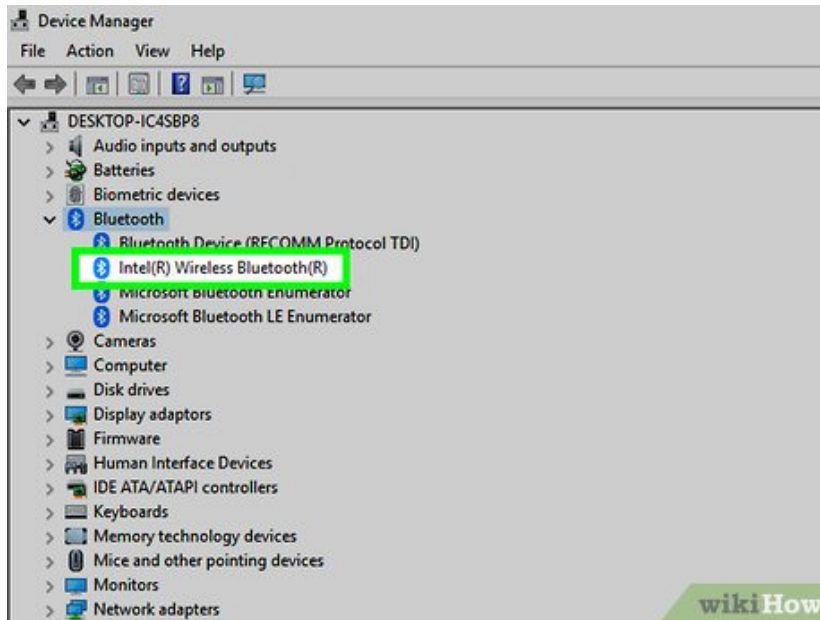 Device Manager
File Action View Help
DESKTOP-IC4SBP8
Audio inputs and outputs
Batteries
Biometric devices
Bluetooth
Bluetooth Device (RFCOMM Protocol TDI)
Intel(R) Wireless Bluetooth(R)
Microsoft Bluetooth Enumerator
Microsoft Bluetooth LE Enumerator
Cameras
Computer
Disk drives
Display adaptors
Firmware
Human Interface Devices
IDE ATA/ATAPI controllers
Keyboards
Memory technology devices
Mice and other pointing devices
Monitors
Network adapters
wikiHow